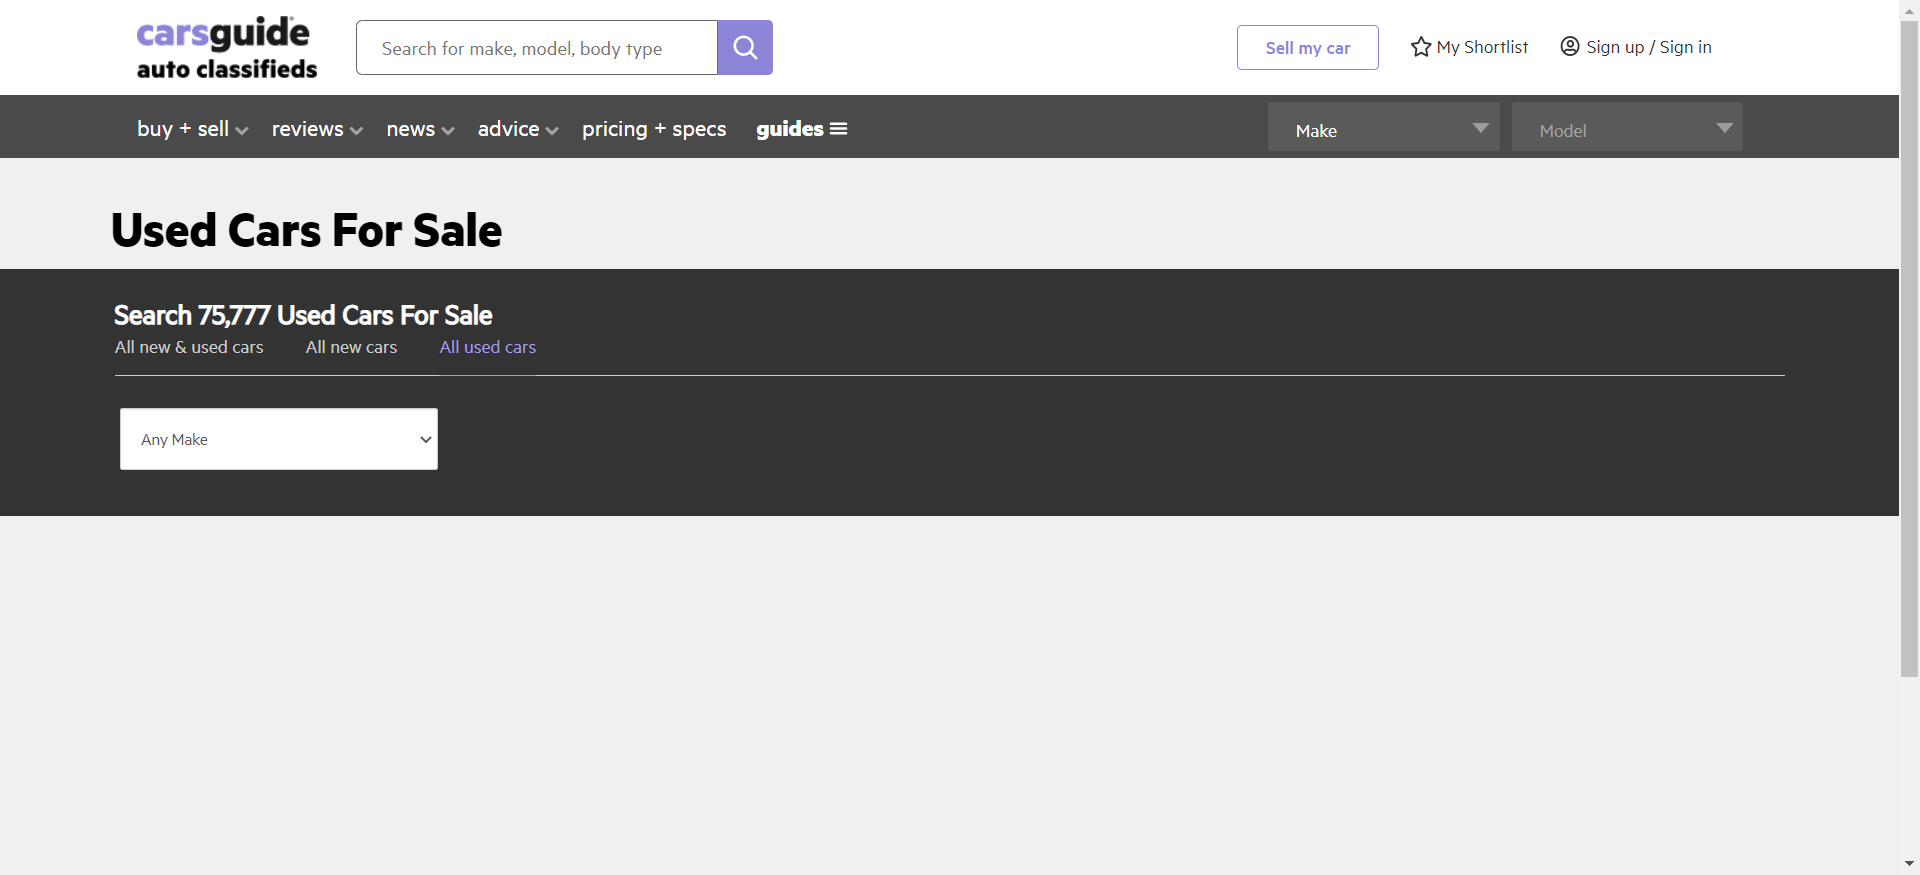 carsguide
auto classifieds
Search for make, model, body type
Sell my car
My Shortlist
Sign up / Sign in
buy + sell
reviews
news
advice
pricing + specs
guides
Make
Model
Used Cars For Sale
Search 75,777 Used Cars For Sale
All new & used cars
All new cars
All used cars
Any Make